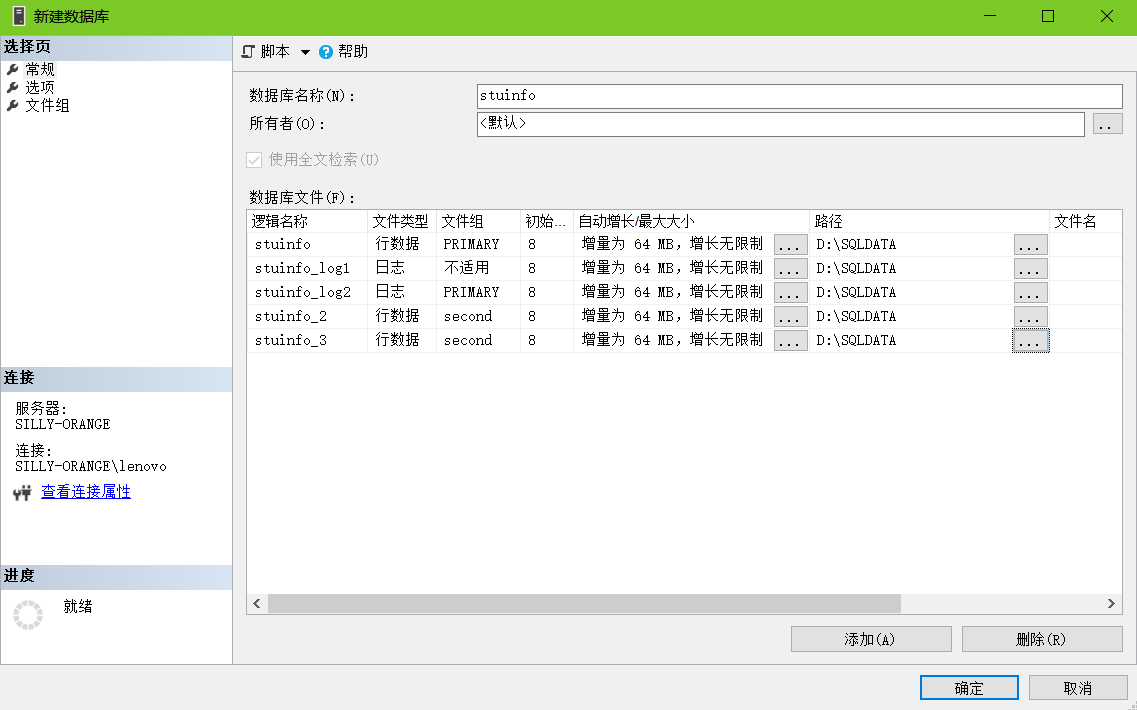 新建数据库
选择页
常规
选项
文件组
脚本 帮助
数据库名称(N):
stuinfo
所有者(O):
<默认>
..
使用全文检索(U)
数据库文件(F):
逻辑名称 文件类型 文件组 初始... 自动增长/最大大小 路径 文件名
stuinfo 行数据 PRIMARY 8 增量为 64 MB，增长无限制 ... D:\SQLDATA ...
stuinfo_log1 日志 不适用 8 增量为 64 MB，增长无限制 ... D:\SQLDATA ...
stuinfo_log2 日志 PRIMARY 8 增量为 64 MB，增长无限制 ... D:\SQLDATA ...
stuinfo_2 行数据 second 8 增量为 64 MB，增长无限制 ... D:\SQLDATA ...
stuinfo_3 行数据 second 8 增量为 64 MB，增长无限制 ... D:\SQLDATA ...
连接
服务器:
SILLY-ORANGE
连接:
SILLY-ORANGE\lenovo
查看连接属性
进度
就绪
添加(A) 删除(R)
确定 取消